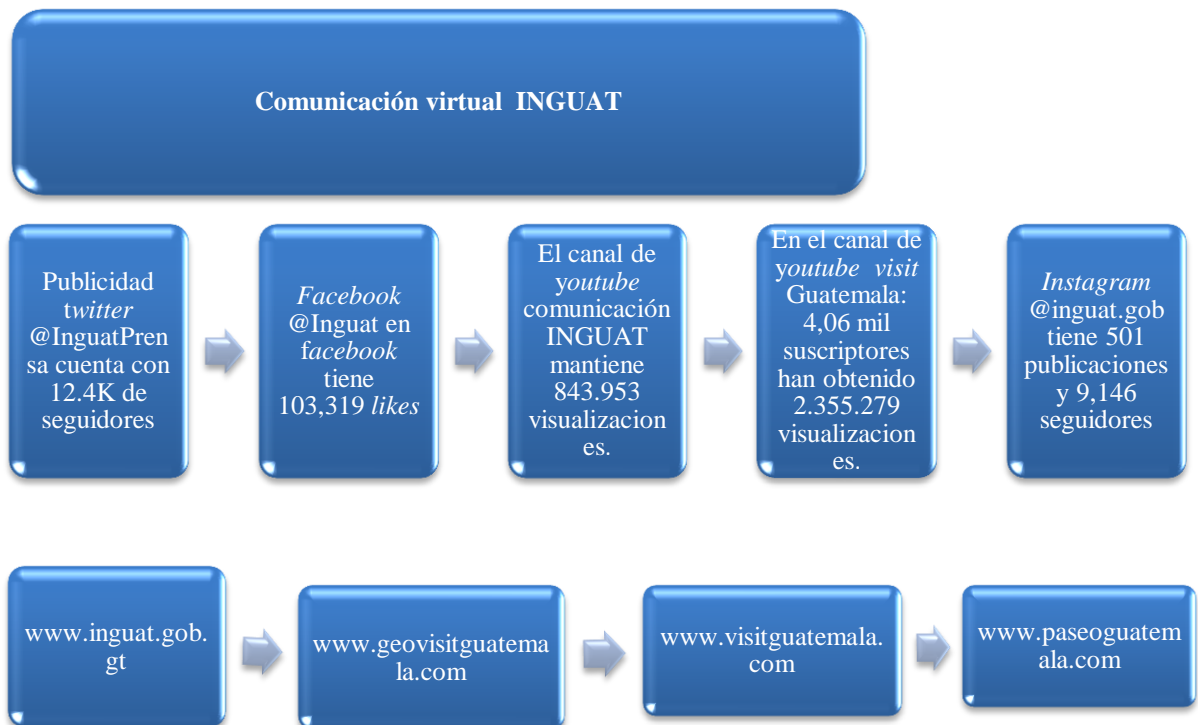 Comunicación virtual  INGUAT
Publicidad
twitter
@InguatPren
sa cuenta con
12.4K de
seguidores
Facebook
@Inguat en
facebook
tiene
103,319 likes
El canal de
youtube
comunicación
INGUAT
mantiene
843.953
visualizacion
es.
En el canal de
youtube  visit
Guatemala:
4,06 mil
suscriptores
han obtenido
2.355.279
visualizacion
es.
Instagram
@inguat.gob
tiene 501
publicaciones
y 9,146
seguidores
www.inguat.gob.
gt
www.geovisitguatema
la.com
www.visitguatemala.
com
www.paseoguatem
ala.com